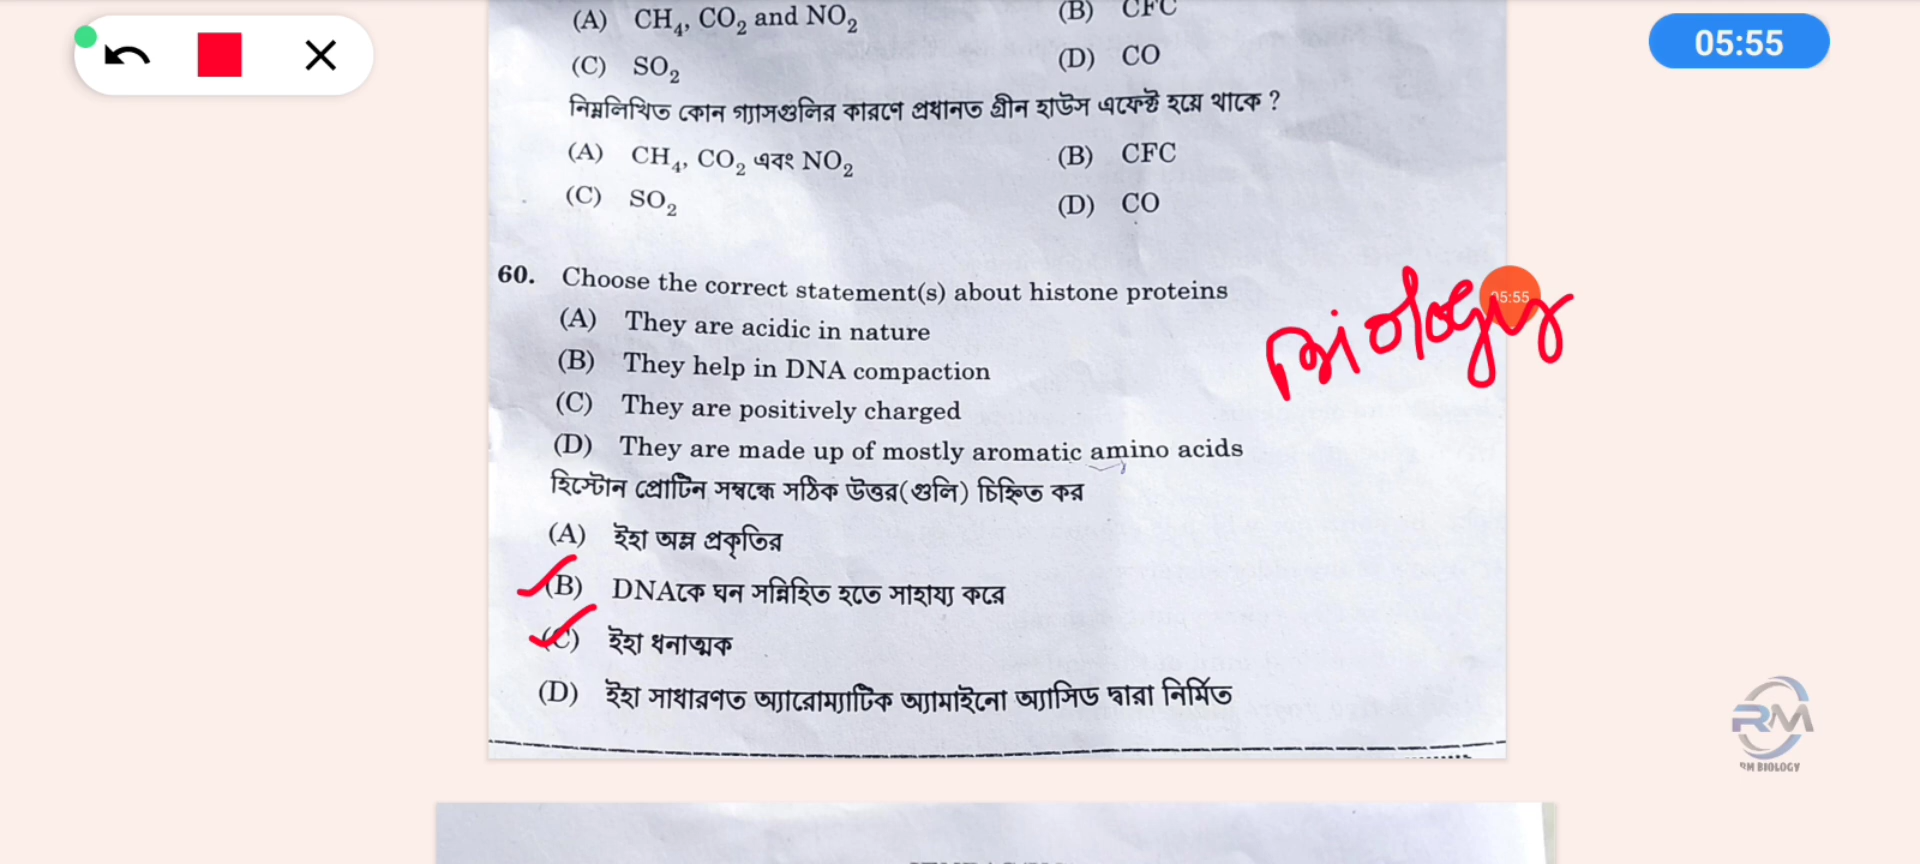 05:55
(A) CH4, CO2 and NO2 (B) CFC
(C) SO2 (D) CO
নিম্নলিখিত কোন গ্যাসগুলির কারণে প্রধানত গ্রীন হাউস এফেক্ট হয়ে থাকে ?
(A) CH4, CO2 এবং NO2 (B) CFC
(C) SO2 (D) CO
60. Choose the correct statement(s) about histone proteins
(A) They are acidic in nature
(B) They help in DNA compaction
(C) They are positively charged
(D) They are made up of mostly aromatic amino acids
হিস্টোন প্রোটিন সম্বন্ধে সঠিক উত্তর(গুলি) চিহ্নিত কর
(A) ইহা অম্ল প্রকৃতির
(B) DNAকে ঘন সন্নিহিত হতে সাহায্য করে
(C) ইহা ধনাত্মক
(D) ইহা সাধারণত অ্যারোম্যাটিক অ্যামাইনো অ্যাসিড দ্বারা নির্মিত
05:55
RM
RM BIOLOGY